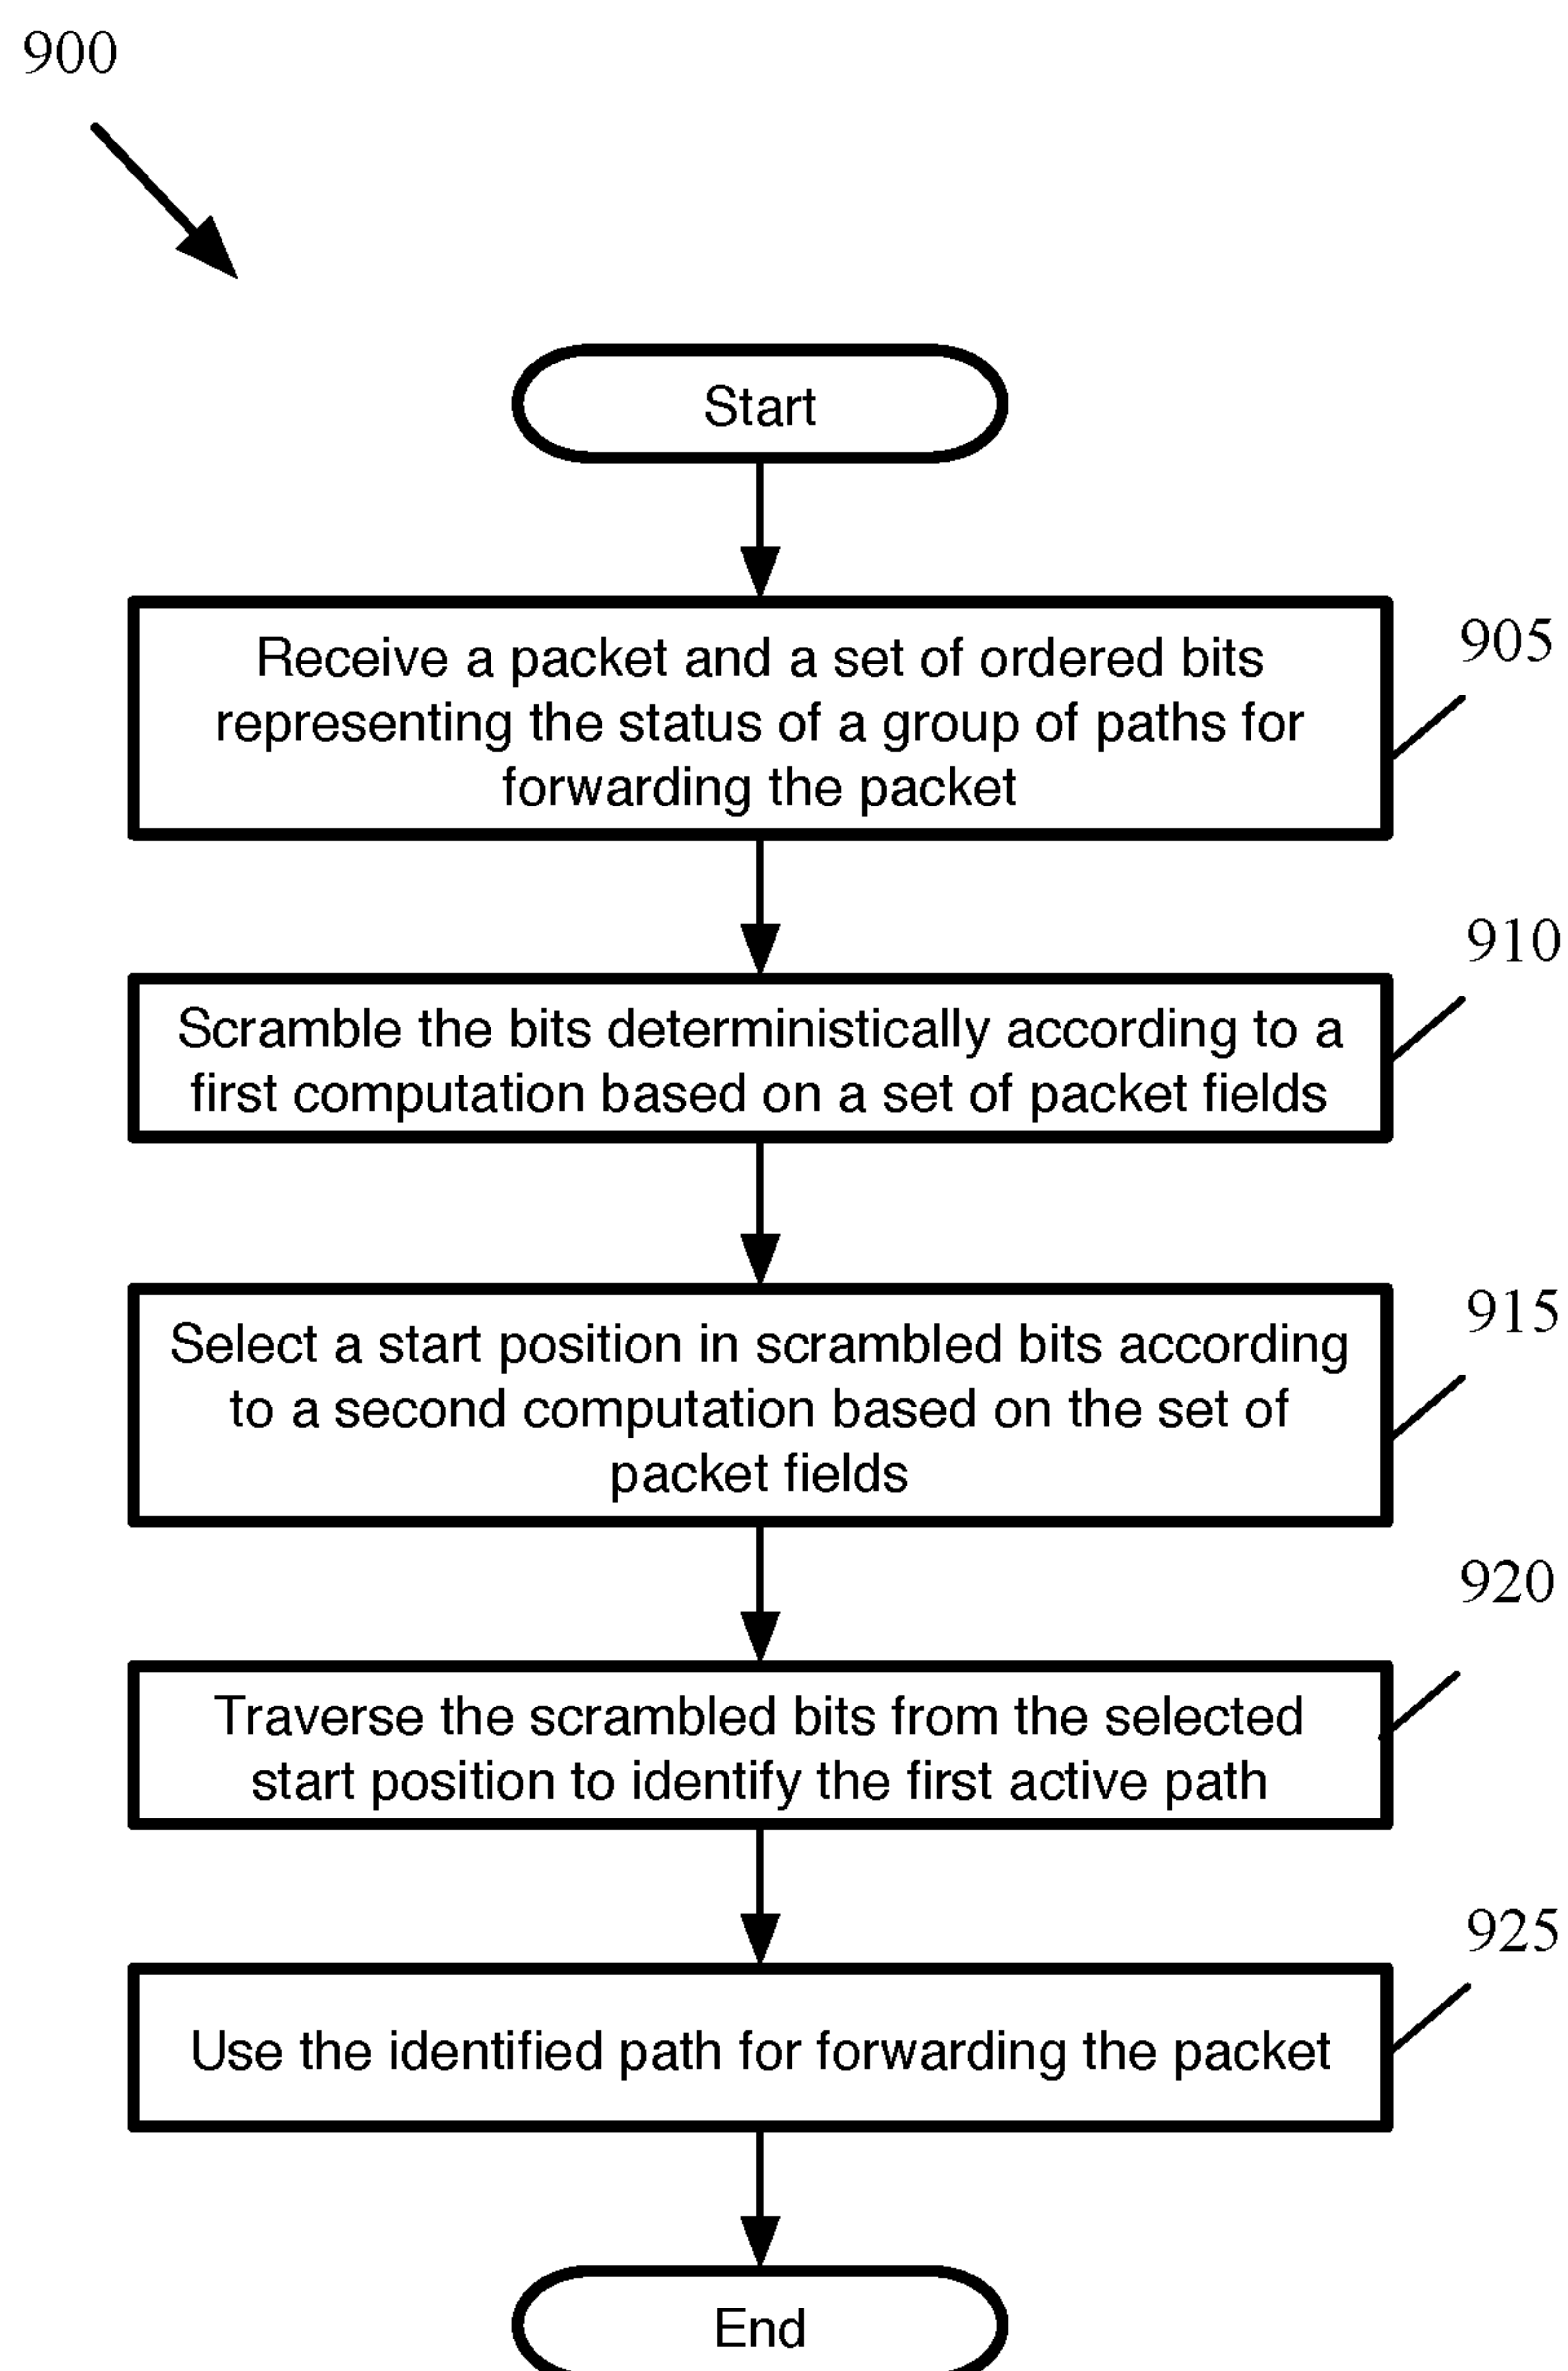 900
Start
Receive a packet and a set of ordered bits
representing the status of a group of paths for
forwarding the packet
905
Scramble the bits deterministically according to a
first computation based on a set of packet fields
910
Select a start position in scrambled bits according
to a second computation based on the set of
packet fields
915
Traverse the scrambled bits from the selected
start position to identify the first active path
920
Use the identified path for forwarding the packet
925
End